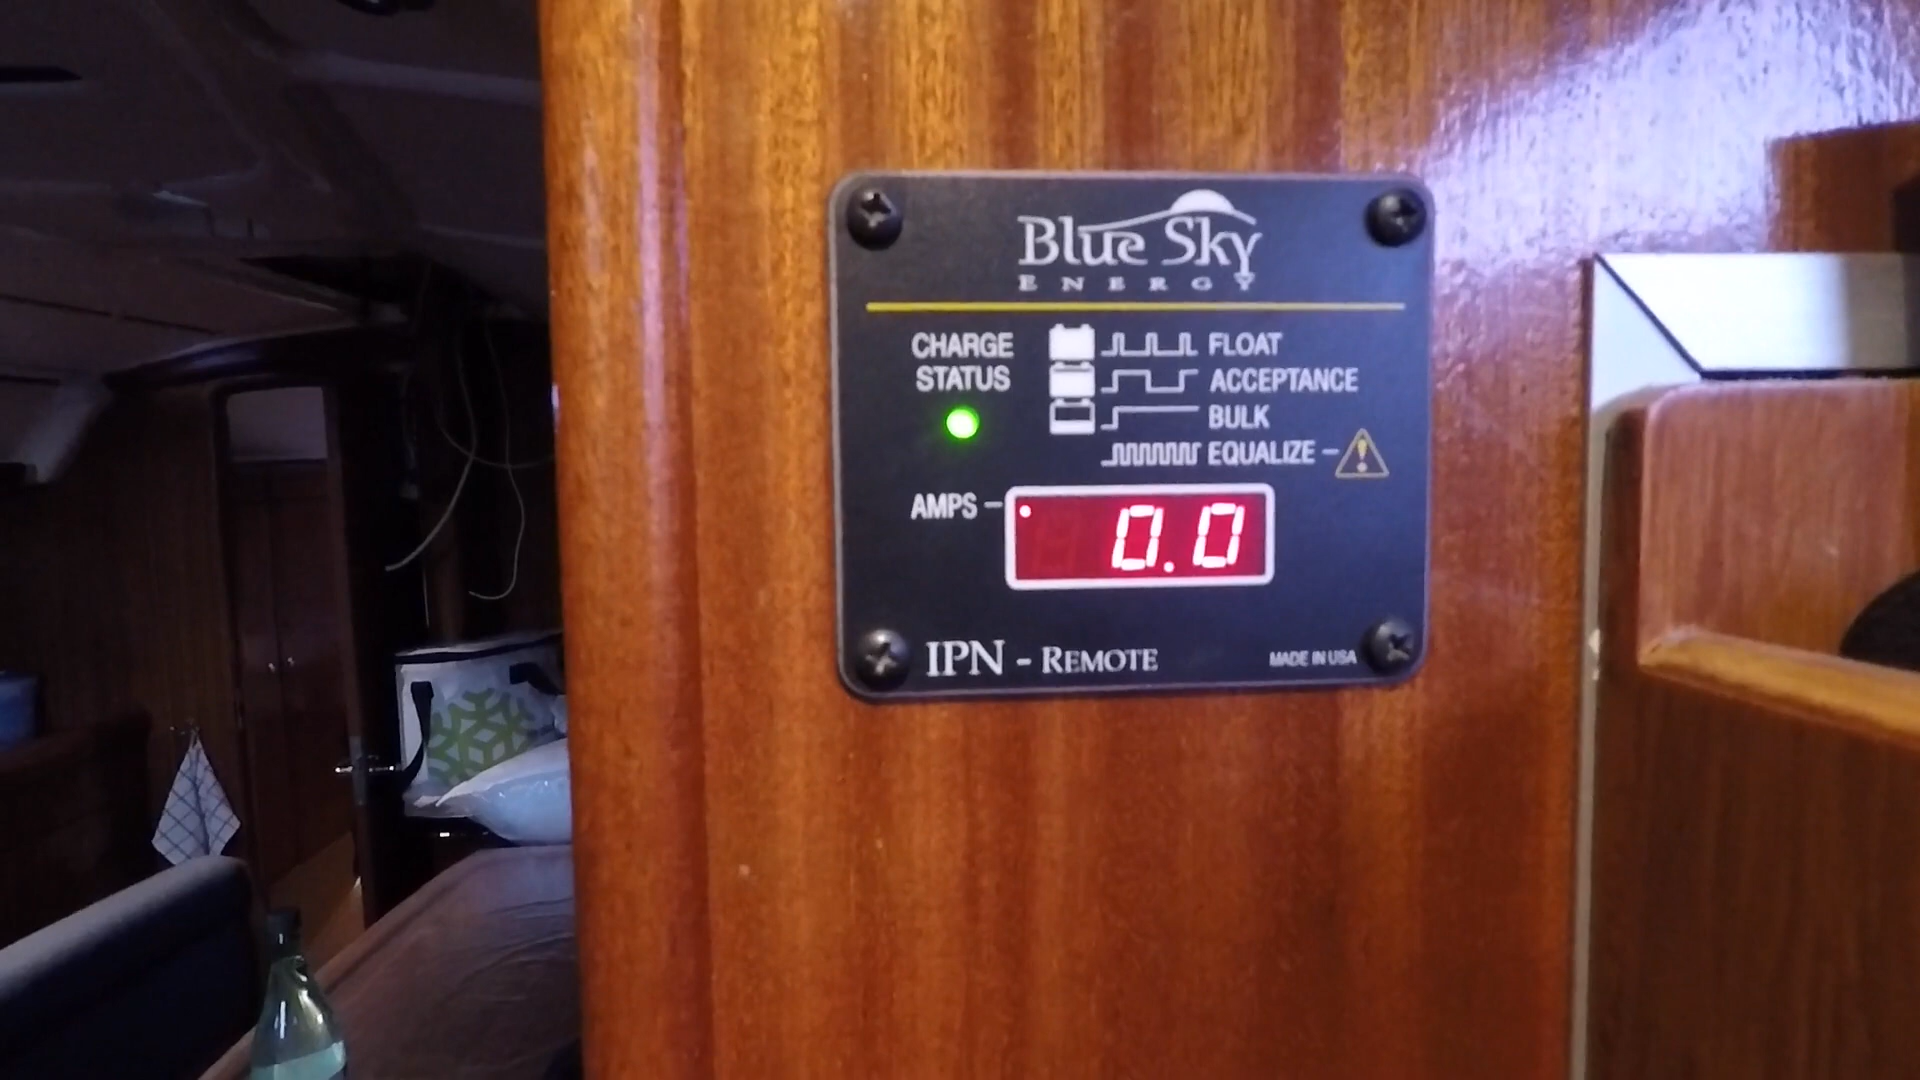 Blue Sky
ENERGY
CHARGE
STATUS
FLOAT
ACCEPTANCE
BULK
EQUALIZE –
AMPS –
0.0
IPN - REMOTE
MADE IN USA